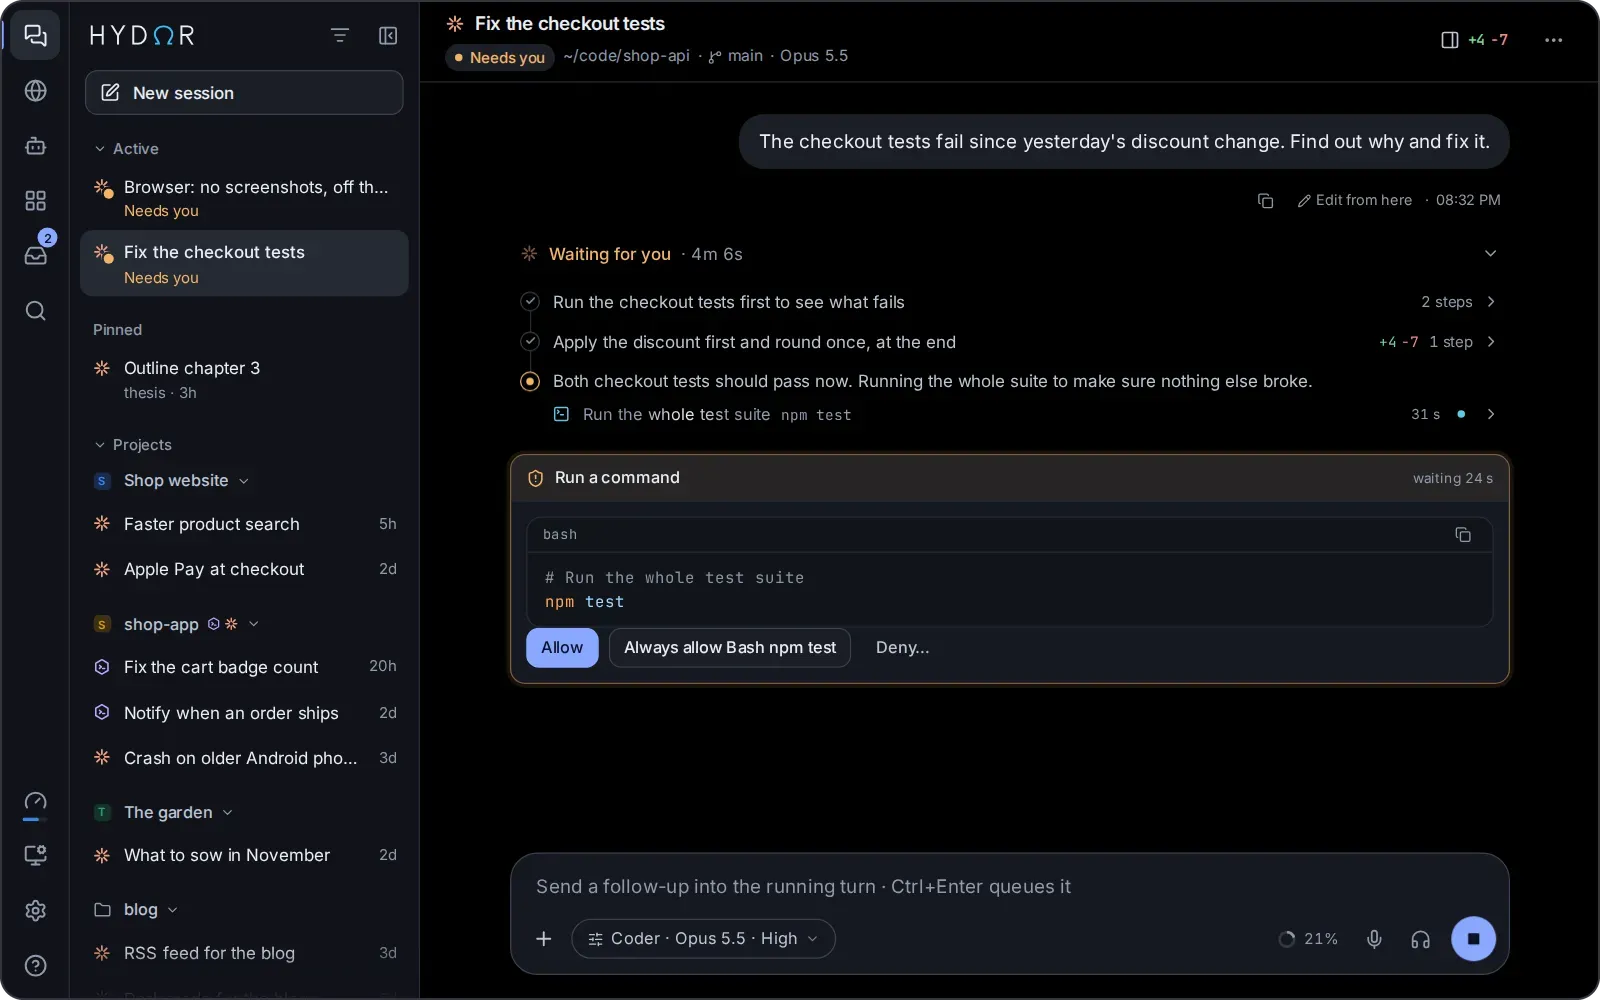 HYDΩR
New session
Active
Browser: no screenshots, off th...
Needs you
2
Fix the checkout tests
Needs you
Pinned
Outline chapter 3
thesis · 3h
Projects
S Shop website
Faster product search 5h
Apple Pay at checkout 2d
S shop-app
Fix the cart badge count 20h
Notify when an order ships 2d
Crash on older Android pho... 3d
T The garden
What to sow in November 2d
blog
RSS feed for the blog 3d
Fix the checkout tests
Needs you ~/code/shop-api · main · Opus 5.5
+4 -7
The checkout tests fail since yesterday's discount change. Find out why and fix it.
Edit from here · 08:32 PM
Waiting for you · 4m 6s
Run the checkout tests first to see what fails 2 steps
Apply the discount first and round once, at the end +4 -7 1 step
Both checkout tests should pass now. Running the whole suite to make sure nothing else broke.
Run the whole test suite npm test 31 s
Run a command waiting 24 s
bash
# Run the whole test suite
npm test
Allow Always allow Bash npm test Deny...
Send a follow-up into the running turn · Ctrl+Enter queues it
Coder · Opus 5.5 · High 21%